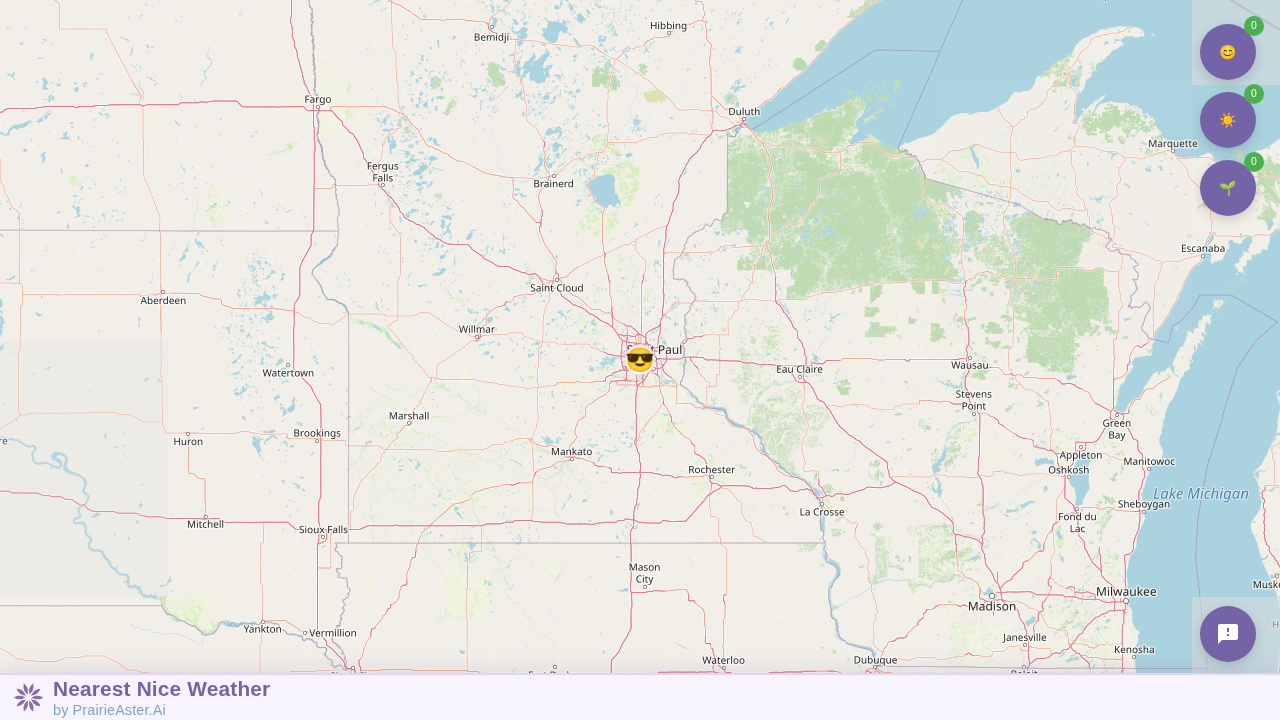 Hibbing
Bemidji
0
Fargo
0
Duluth
Marquette
Fergus
Falls
Brainerd
0
Escanaba
Saint Cloud
Aberdeen
Willmar
Paul
Eau Claire
Wausau
Watertown
Stevens
Point
Marshall
Green
Bay
Brookings
Huron
Mankato
Appleton
Manitowoc
Rochester
Oshkosh
Lake Michigan
Sheboygan
La Crosse
Fond du
Lac
Mitchell
Sioux Falls
Mason
City
Milwaukee
Madison
Yankton
Vermillion
Janesville
Kenosha
Waterloo
Dubuque
Nearest Nice Weather
by PrairieAster.Ai